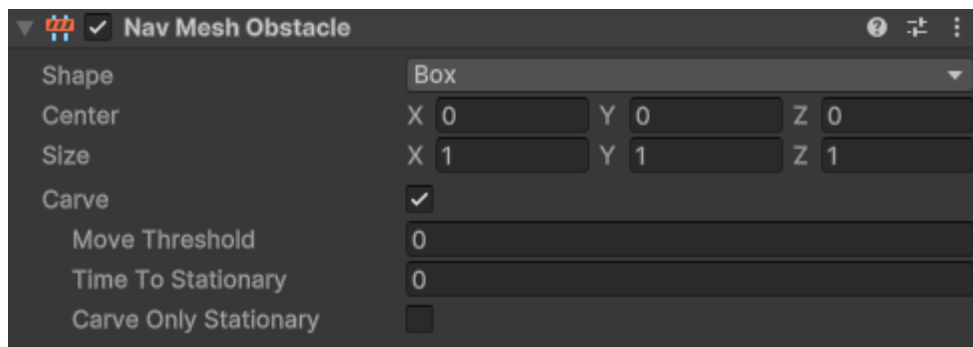 Nav Mesh Obstacle
Shape Box
Center X 0 Y 0 Z 0
Size X 1 Y 1 Z 1
Carve
Move Threshold 0
Time To Stationary 0
Carve Only Stationary